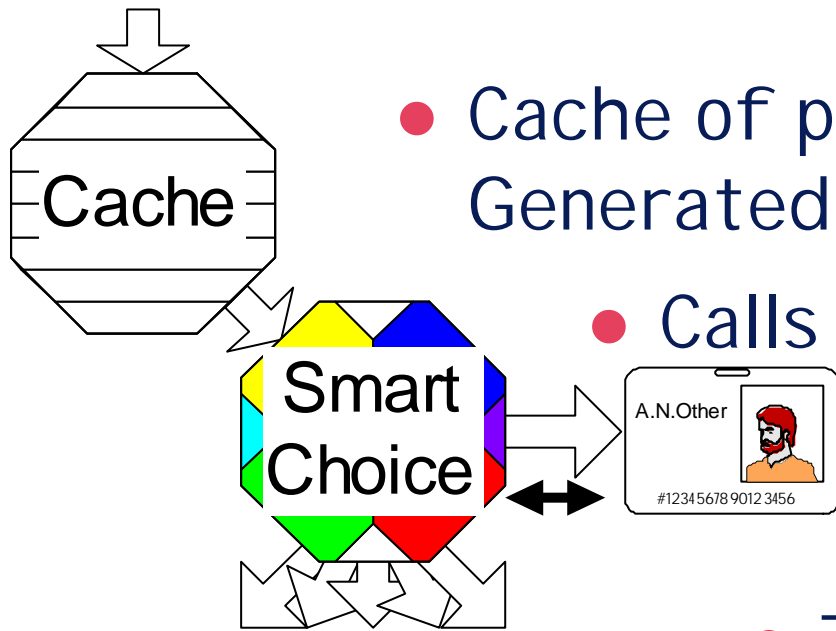 Cache of p
Generated
Cache
Calls
Smart
Choice
A.N.Other
#1234 5678 9012 3456